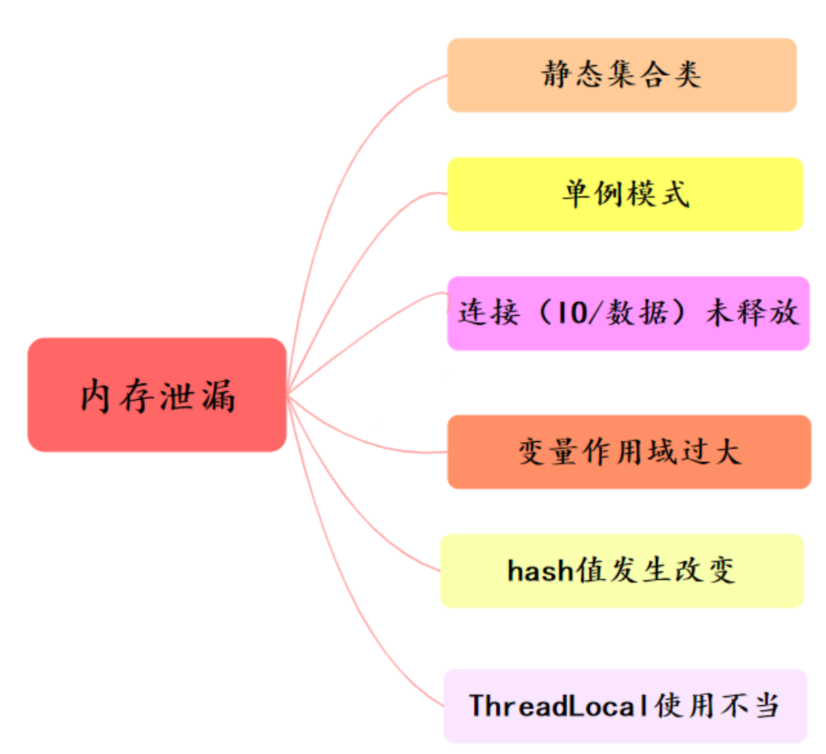 静态集合类
单例模式
连接（IO/数据）未释放
内存泄漏
变量作用域过大
hash值发生改变
ThreadLocal使用不当